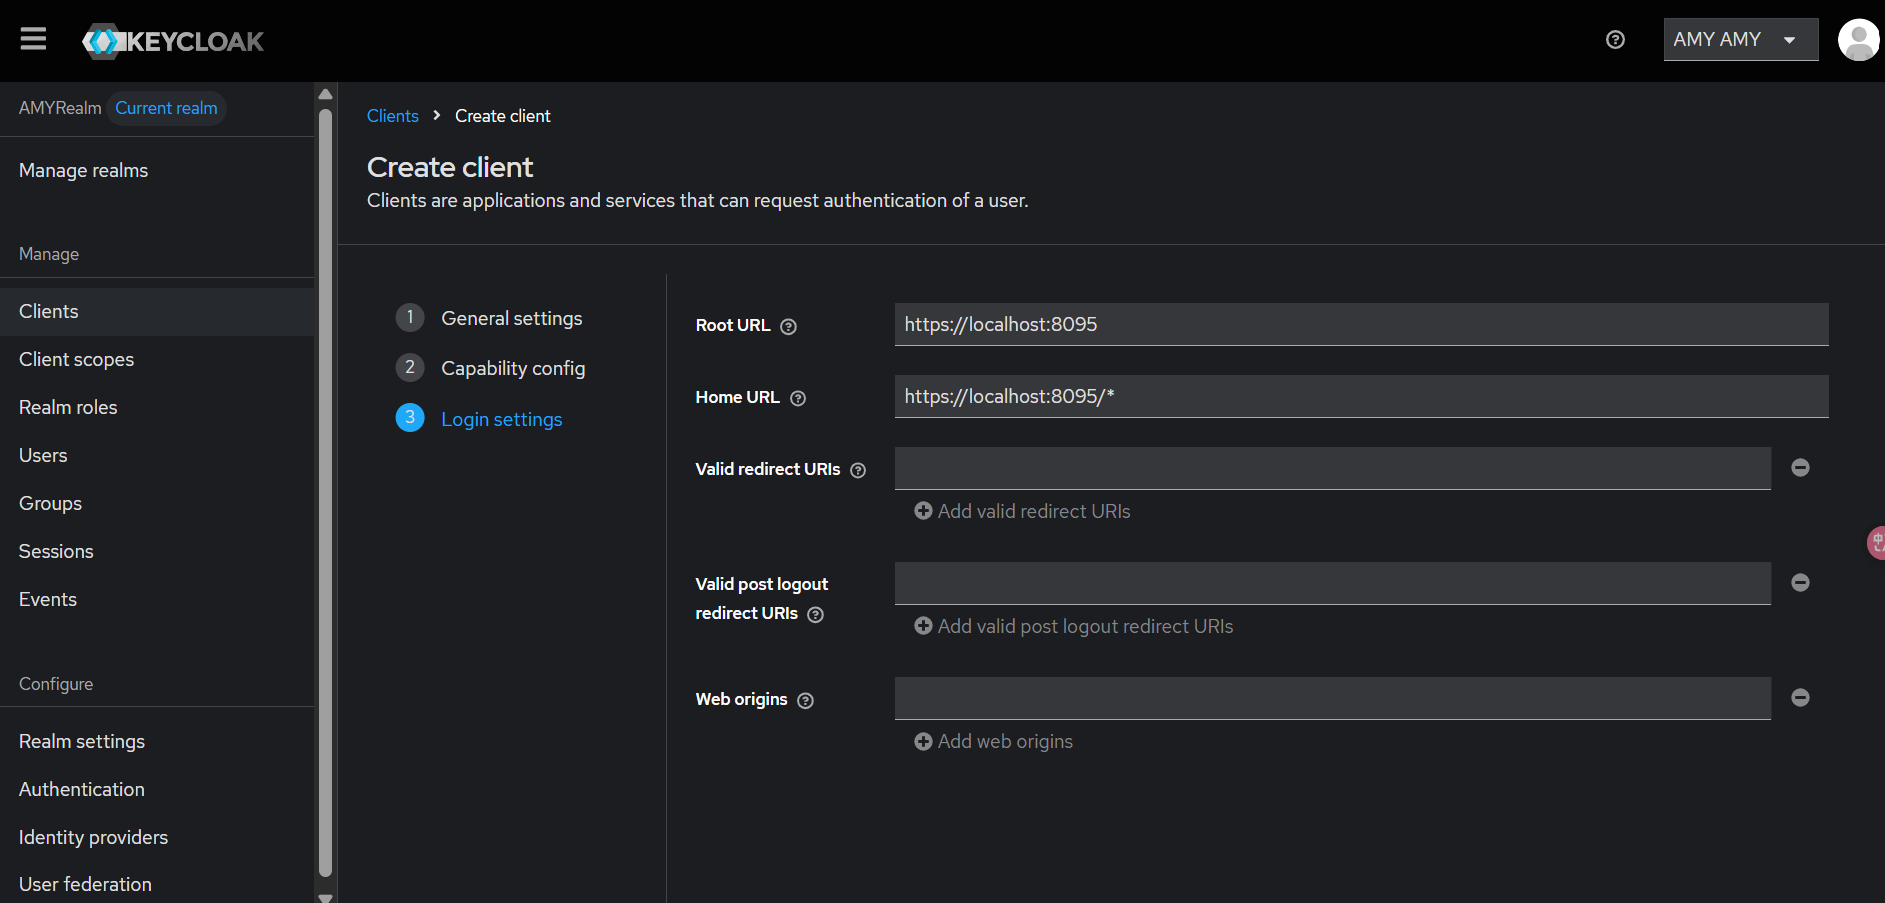 KEYCLOAK
AMY AMY
AMYRealm Current realm
Manage realms
Manage
Clients
Client scopes
Realm roles
Users
Groups
Sessions
Events
Configure
Realm settings
Authentication
Identity providers
User federation
Clients > Create client
Create client
Clients are applications and services that can request authentication of a user.
1 General settings
2 Capability config
3 Login settings
Root URL
https://localhost:8095
Home URL
https://localhost:8095/*
Valid redirect URIs
Add valid redirect URIs
Valid post logout
redirect URIs
Add valid post logout redirect URIs
Web origins
Add web origins